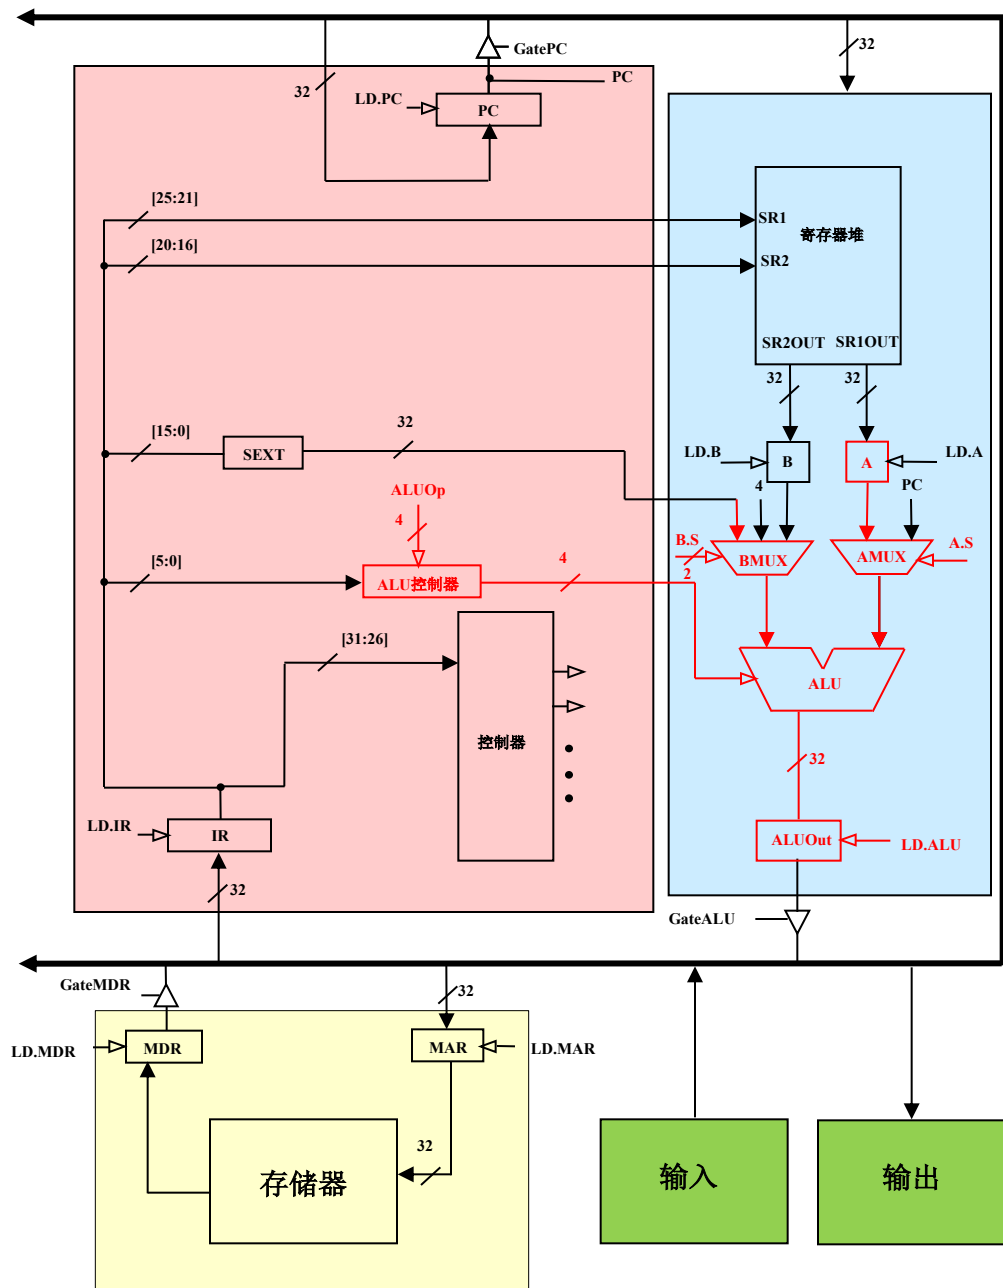 GatePC
32
32
PC
LD.PC
PC
[25:21]
SR1
寄存器堆
[20:16]
SR2
SR2OUT SR1OUT
32
32
[15:0]
SEXT
32
LD.B
B
A
LD.A
ALUOp
4
4
PC
[5:0]
ALU控制器
4
B.S
2
BMUX
AMUX
A.S
[31:26]
ALU
控制器
32
LD.IR
IR
ALUOut
LD.ALU
32
GateALU
GateMDR
32
LD.MDR
MDR
MAR
LD.MAR
32
存储器
输入
输出